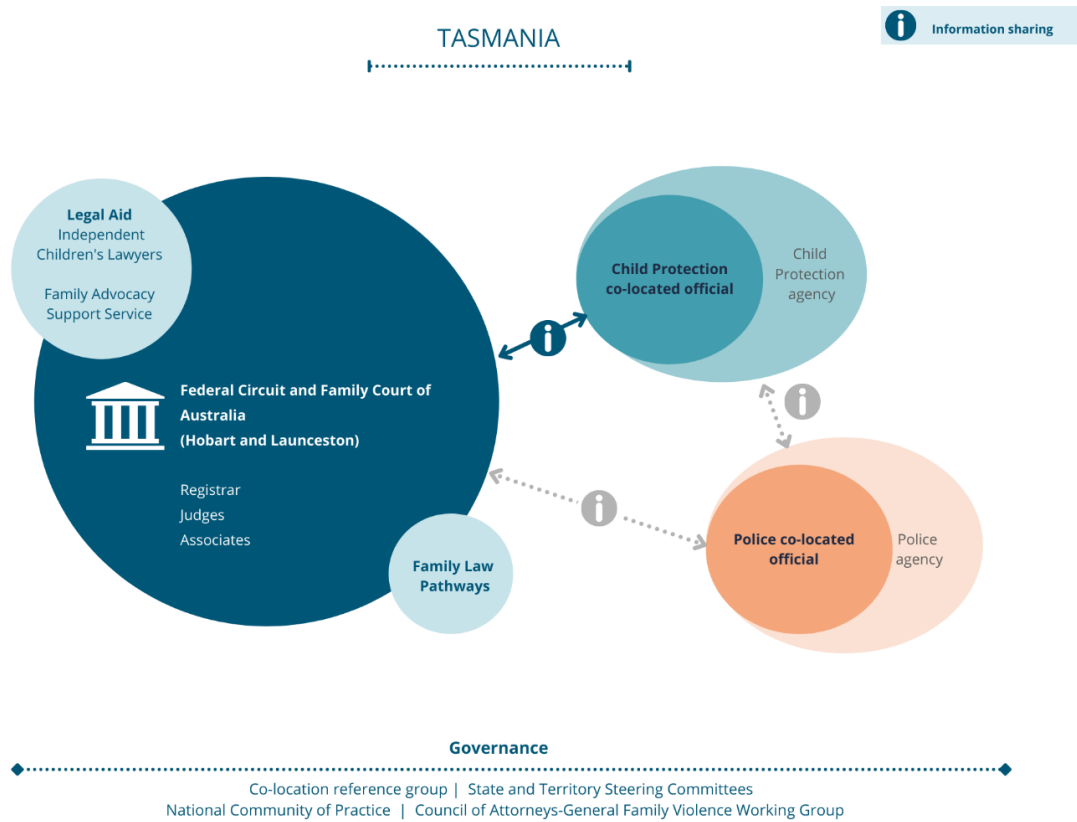 TASMANIA
Information sharing
Legal Aid
Independent
Children's Lawyers
Family Advocacy
Support Service
Federal Circuit and Family Court of
Australia
(Hobart and Launceston)
Registrar
Judges
Associates
Family Law
Pathways
Child Protection
co-located official
Child
Protection
agency
Police co-located
official
Police
agency
Governance
Co-location reference group | State and Territory Steering Committees
National Community of Practice | Council of Attorneys-General Family Violence Working Group